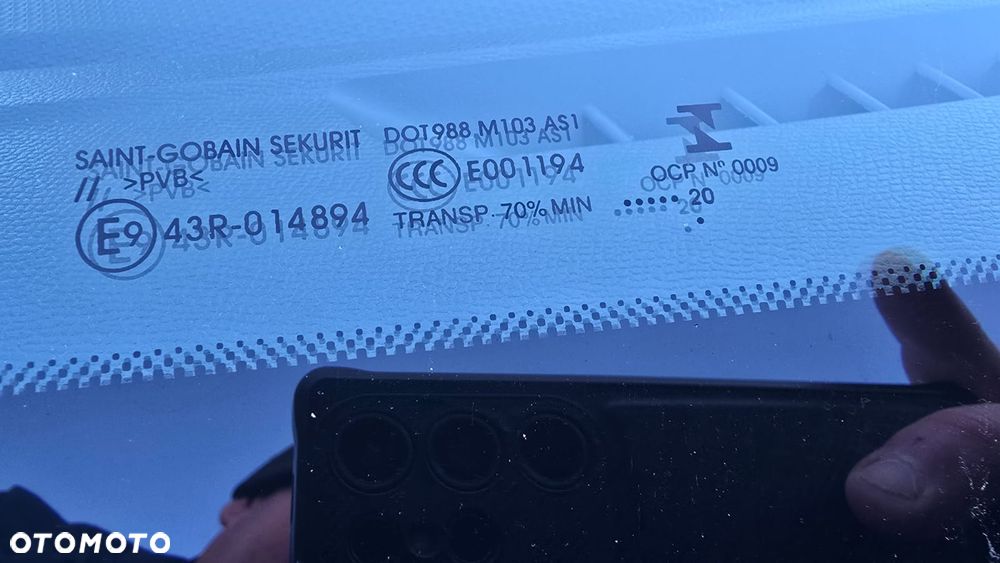 SAINT-GOBAIN SEKURIT
// >PVB<
E9 43R-014894
DOT988 M103 AS1
CCC E001194
TRANSP. 70% MIN
OCP Nº 0009
...... 20
.
OTOMOTO